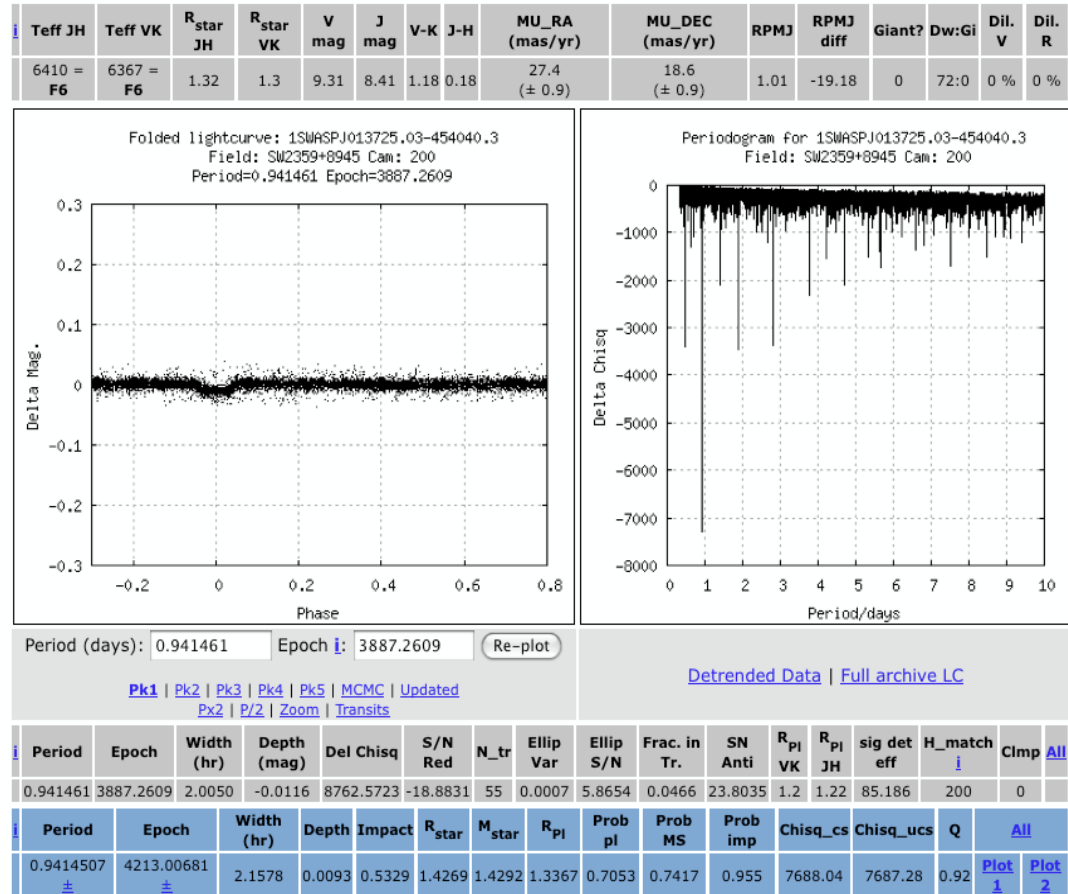 i Teff JH Teff VK Rstar JH Rstar VK V mag J mag V-K J-H MU_RA (mas/yr) MU_DEC (mas/yr) RPMJ RPMJ diff Giant? Dw:Gi Dil. V Dil. R
6410 = F6 6367 = F6 1.32 1.3 9.31 8.41 1.18 0.18 27.4 (± 0.9) 18.6 (± 0.9) 1.01 -19.18 0 72:0 0 % 0 %
Folded lightcurve: 1SWASPJ013725.03-454040.3
Field: SW2359+8945 Cam: 200
Period=0.941461 Epoch=3887.2609
0.3
0.2
0.1
0
-0.1
-0.2
-0.3
Delta Mag.
-0.2 0 0.2 0.4 0.6 0.8
Phase
Periodogram for 1SWASPJ013725.03-454040.3
Field: SW2359+8945 Cam: 200
0
-1000
-2000
-3000
-4000
-5000
-6000
-7000
-8000
Delta Chisq
0 1 2 3 4 5 6 7 8 9 10
Period/days
Period (days): 0.941461 Epoch i: 3887.2609 Re-plot
Pk1 | Pk2 | Pk3 | Pk4 | Pk5 | MCMC | Updated
Px2 | P/2 | Zoom | Transits
Detrended Data | Full archive LC
i Period Epoch Width (hr) Depth (mag) Del Chisq S/N Red N_tr Ellip Var Ellip S/N Frac. in Tr. SN Anti RPl VK RPl JH sig det eff H_match i Clmp All
0.941461 3887.2609 2.0050 -0.0116 8762.5723 -18.8831 55 0.0007 5.8654 0.0466 23.8035 1.2 1.22 85.186 200 0
i Period Epoch Width (hr) Depth Impact Rstar Mstar RPl Prob pl Prob MS Prob imp Chisq_cs Chisq_ucs Q All
0.9414507 ± 4213.00681 ± 2.1578 0.0093 0.5329 1.4269 1.4292 1.3367 0.7053 0.7417 0.955 7688.04 7687.28 0.92 Plot 1 Plot 2